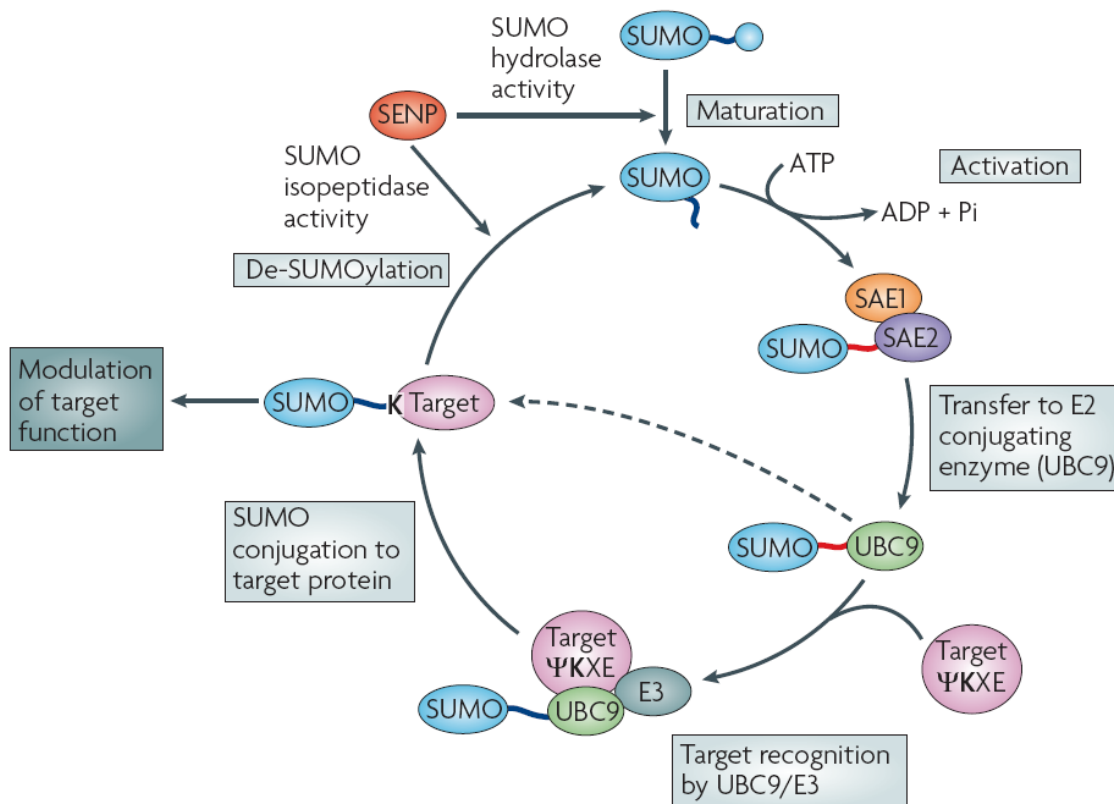 SUMO
hydrolase
activity
SUMO
Maturation
SENP
SUMO
isopeptidase
activity
SUMO
ATP
Activation
ADP + Pi
De-SUMOylation
SAE1
SAE2
SUMO
Modulation
of target
function
SUMO
K Target
Transfer to E2
conjugating
enzyme (UBC9)
SUMO
conjugation to
target protein
SUMO
UBC9
Target
ΨKXE
E3
SUMO
UBC9
Target
ΨKXE
Target recognition
by UBC9/E3